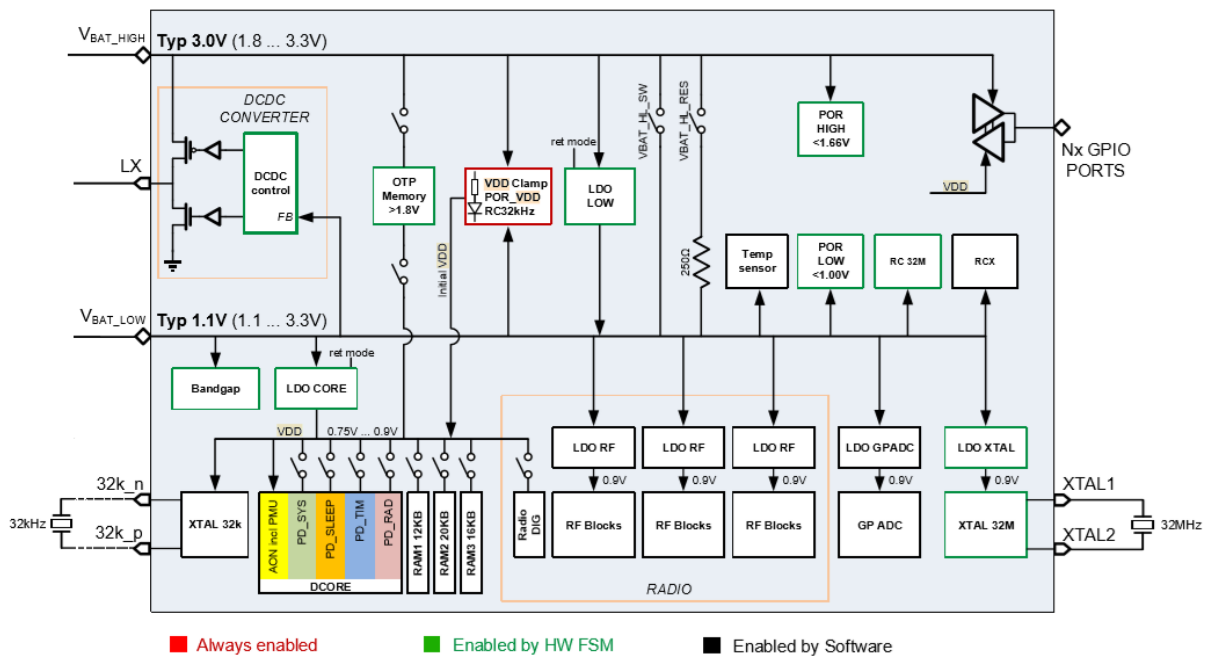 VBAT_HIGH
Typ 3.0V (1.8 ... 3.3V)
DCDC
CONVERTER
LX
DCDC
control
FB
OTP
Memory
>1.8V
Initial VDD
VDD Clamp
POR_VDD
RC32kHz
ret mode
LDO
LOW
VBAT_HL_SW
VBAT_HL_RES
250Ω
POR
HIGH
<1.66V
VDD
Nx GPIO
PORTS
Temp
sensor
POR
LOW
<1.00V
RC 32M
RCX
VBAT_LOW
Typ 1.1V (1.1 ... 3.3V)
Bandgap
LDO CORE
ret mode
VDD
0.75V ... 0.9V
LDO RF
LDO RF
LDO RF
LDO GPADC
LDO XTAL
0.9V
0.9V
0.9V
0.9V
0.9V
32k_n
32kHz
32k_p
XTAL 32k
AON incl PMU
PD_SYS
PD_SLEEP
PD_TIM
PD_RAD
DCORE
RAM1 12KB
RAM2 20KB
RAM3 16KB
Radio
DIG
RF Blocks
RF Blocks
RF Blocks
RADIO
GP ADC
XTAL 32M
XTAL1
32MHz
XTAL2
Always enabled
Enabled by HW FSM
Enabled by Software